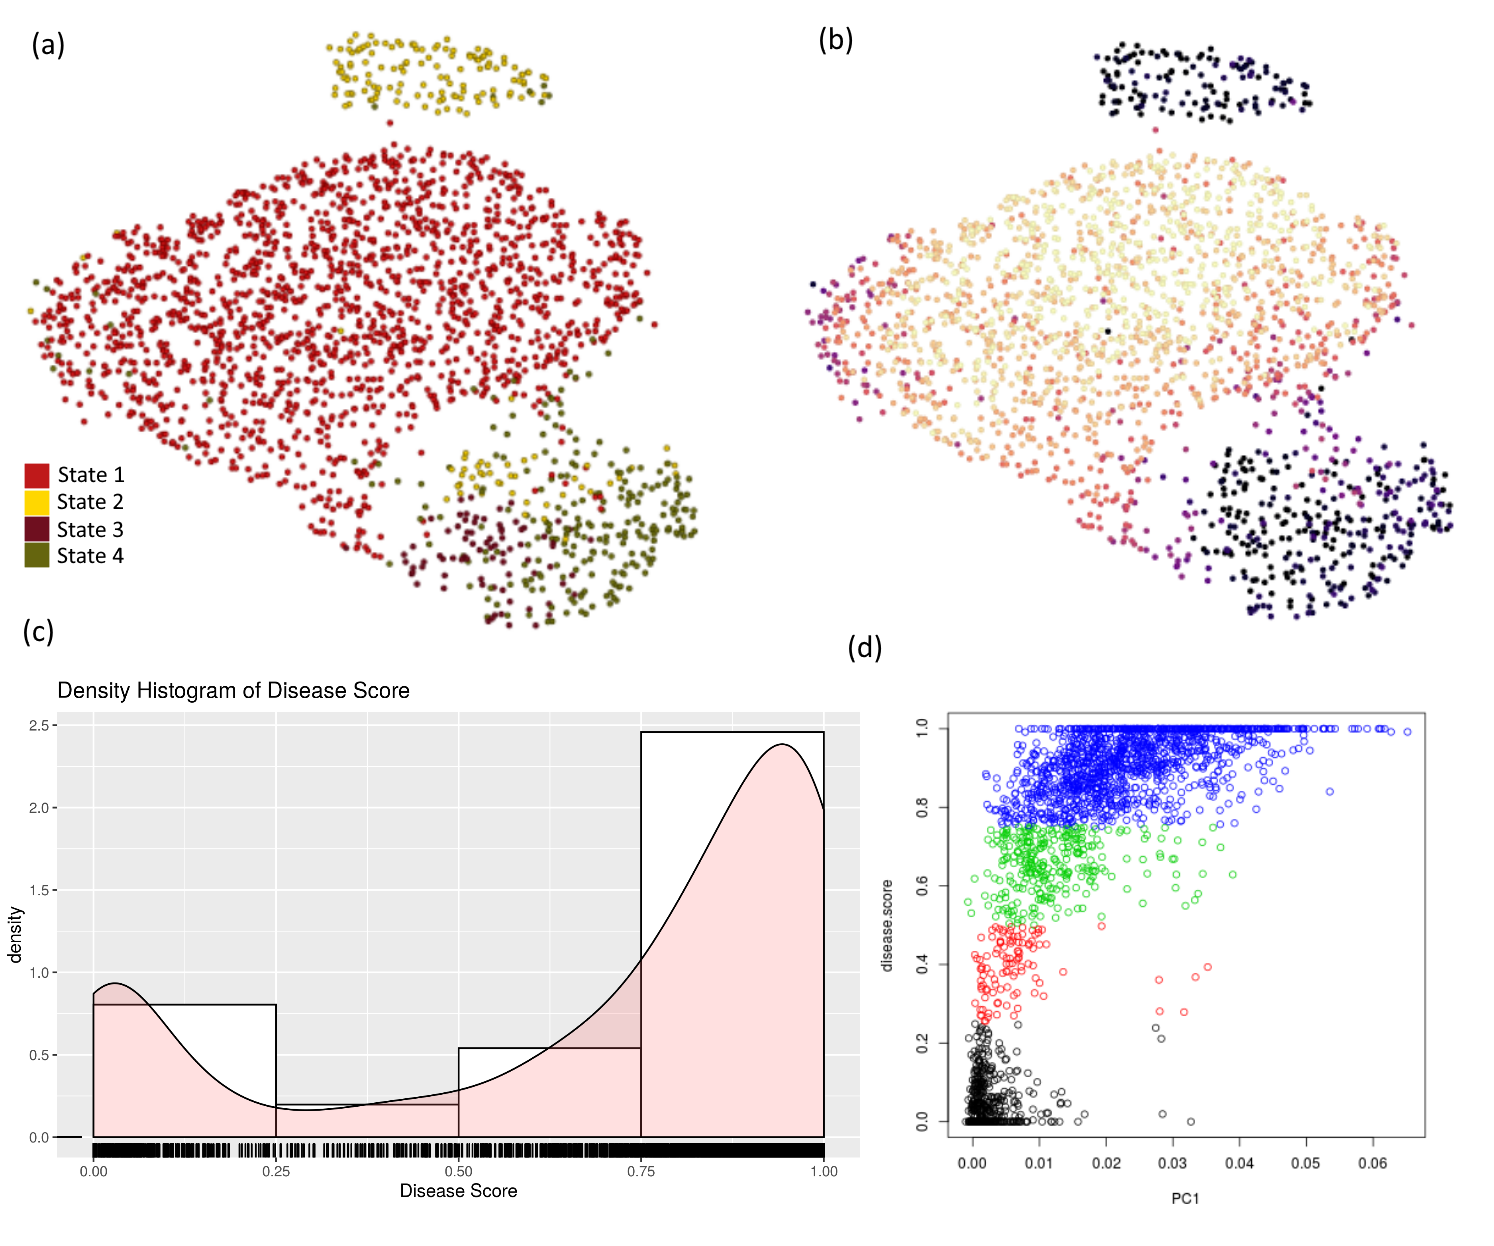 (a)
(b)
State 1
State 2
State 3
State 4
(c)
(d)
Density Histogram of Disease Score
2.5
2.0
1.5
1.0
0.5
0.0
density
0.00 0.25 0.50 0.75 1.00
Disease Score
1.0
0.8
0.6
0.4
0.2
0.0
disease.score
0.00 0.01 0.02 0.03 0.04 0.05 0.06
PC1